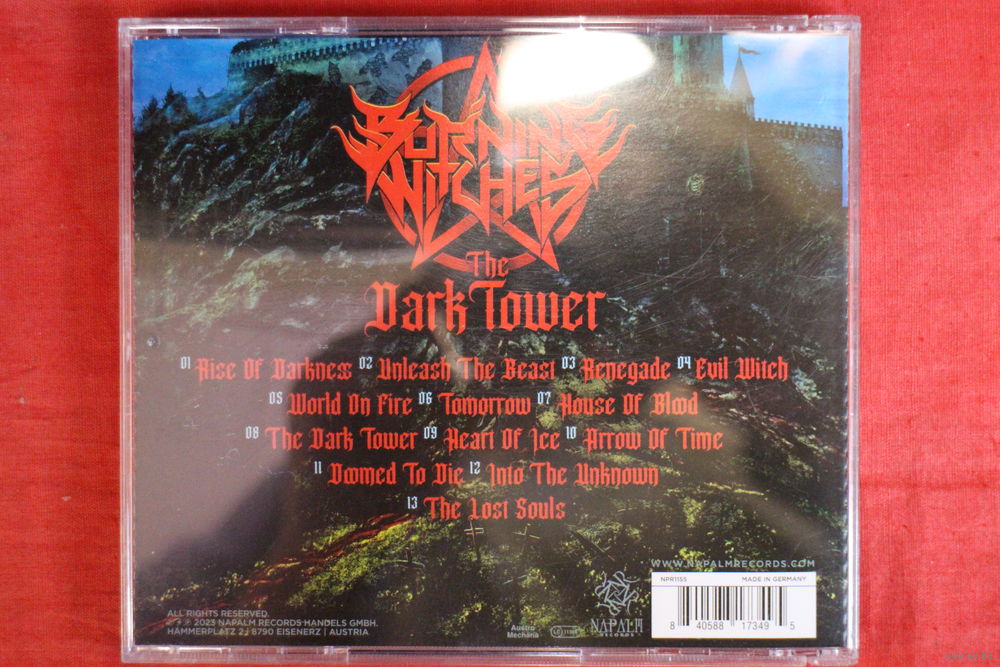 BURNING
WITCHES
The
Dark Tower
01 Rise Of Darkness 02 Unleash The Beast 03 Renegade 04 Evil Witch
05 World On Fire 06 Tomorrow 07 House Of Blood
08 The Dark Tower 09 Heart Of Ice 10 Arrow Of Time
11 Doomed To Die 12 Into The Unknown
13 The Lost Souls
WWW.NAPALMRECORDS.COM
NPR1155 MADE IN GERMANY
8 40588 17349 5
ALL RIGHTS RESERVED.
℗ + © 2023 NAPALM RECORDS HANDELS GMBH.
HAMMERPLATZ 2 | 8790 EISENERZ | AUSTRIA
Austro
Mechana
NAPALM
RECORDS